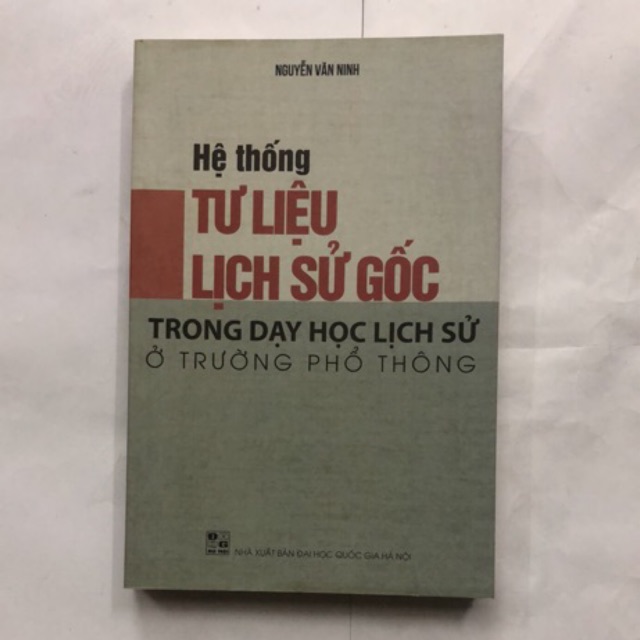 NGUYỄN VĂN NINH
Hệ thống
TƯ LIỆU
LỊCH SỬ GỐC
TRONG DẠY HỌC LỊCH SỬ
Ở TRƯỜNG PHỔ THÔNG
NHÀ XUẤT BẢN ĐẠI HỌC QUỐC GIA HÀ NỘI